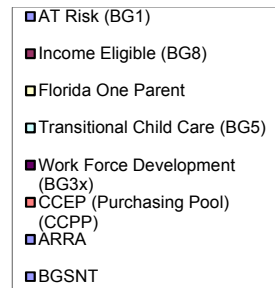 AT Risk (BG1)
Income Eligible (BG8)
Florida One Parent
Transitional Child Care (BG5)
Work Force Development
(BG3x)
CCEP (Purchasing Pool)
(CCPP)
ARRA
BGSNT